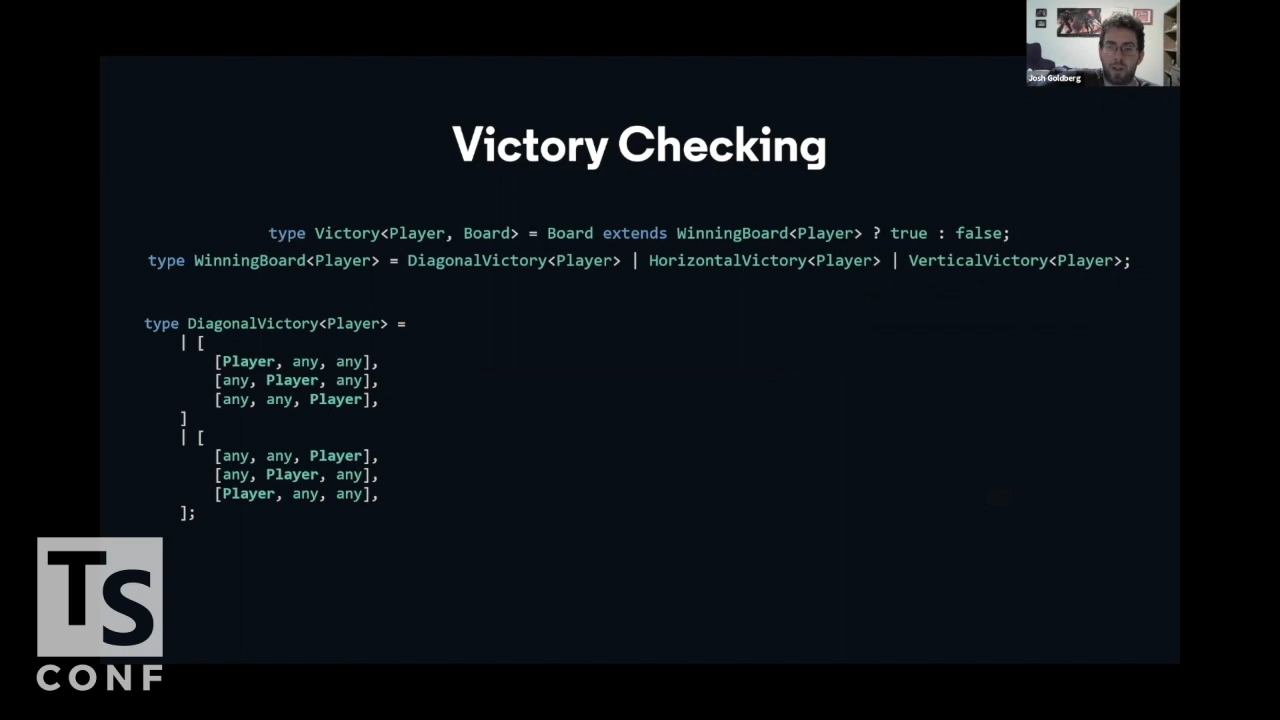 Josh Goldberg
Victory Checking
type Victory<Player, Board> = Board extends WinningBoard<Player> ? true : false;
type WinningBoard<Player> = DiagonalVictory<Player> | HorizontalVictory<Player> | VerticalVictory<Player>;
type DiagonalVictory<Player> =
| [
[Player, any, any],
[any, Player, any],
[any, any, Player],
]
| [
[any, any, Player],
[any, Player, any],
[Player, any, any],
];
TS
CONF